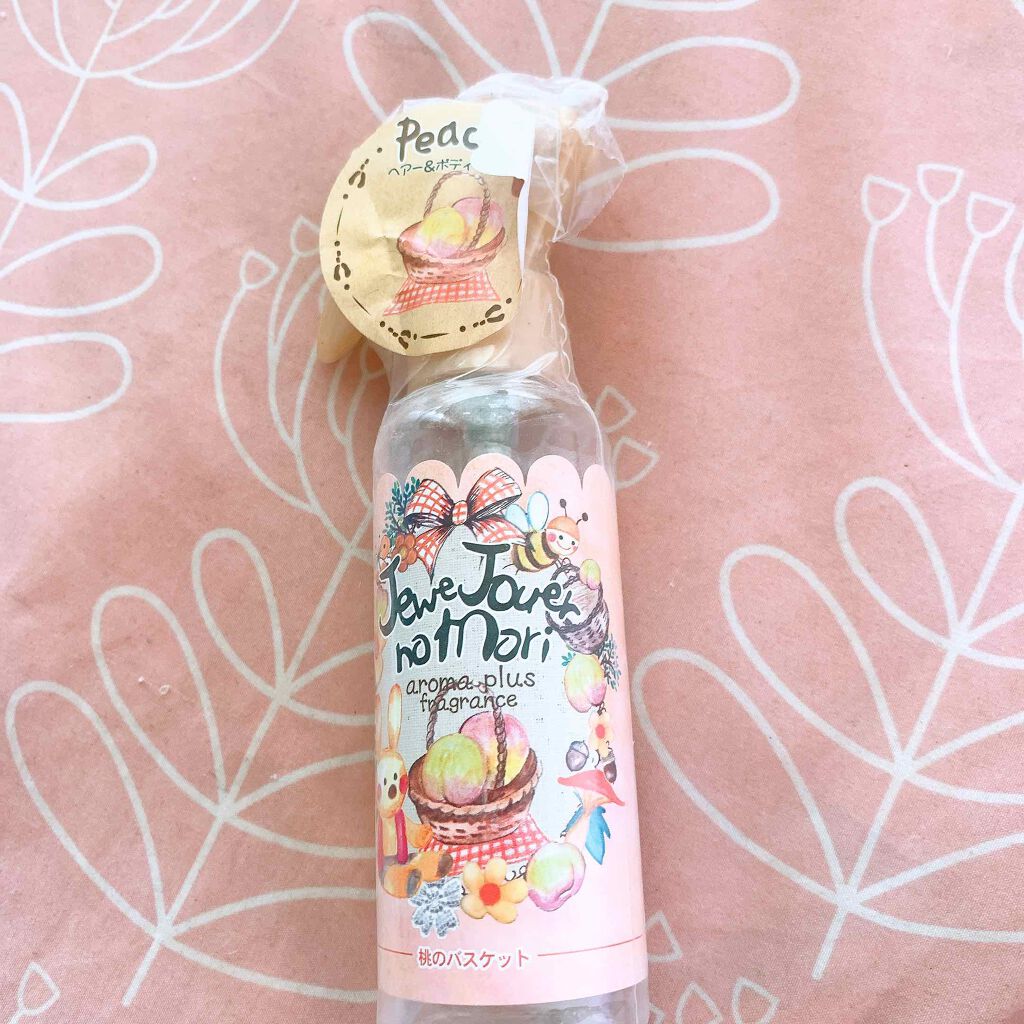 Peac
ヘアー&ボディ
Jewe Jouer
no Mori
aroma plus
fragrance
桃のバスケット